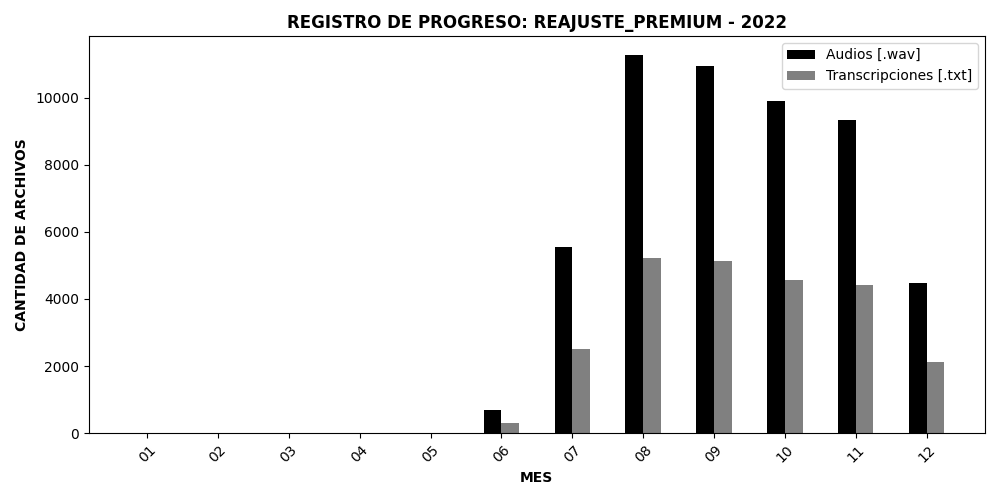 REGISTRO DE PROGRESO: REAJUSTE_PREMIUM - 2022
Audios [.wav]
Transcripciones [.txt]
CANTIDAD DE ARCHIVOS
10000
8000
6000
4000
2000
0
01 02 03 04 05 06 07 08 09 10 11 12
MES